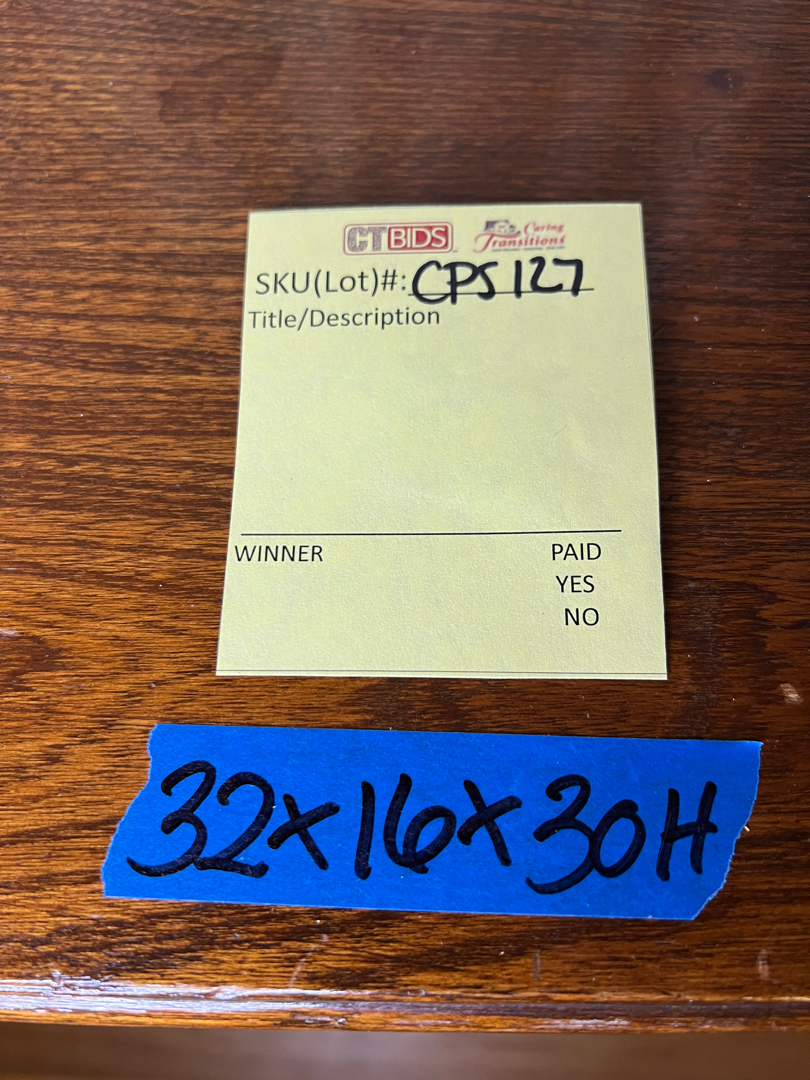 CTBIDS Caring Transitions
SKU(Lot)#: CPS127
Title/Description
WINNER PAID
YES
NO
32x16x30H